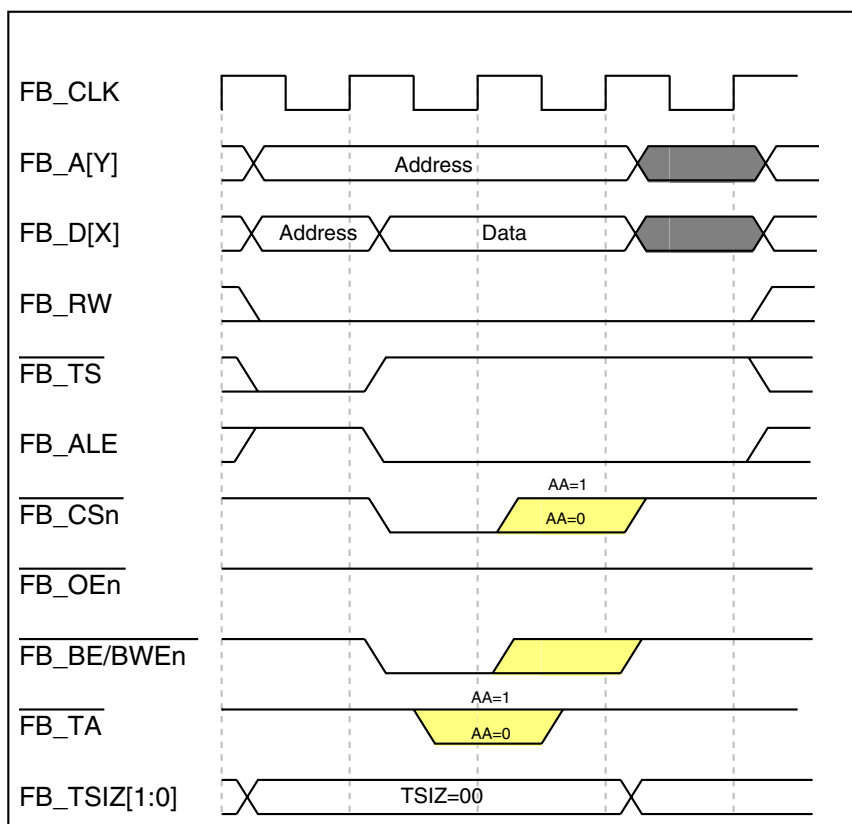 FB_CLK
FB_A[Y]
Address
FB_D[X]
Address
Data
FB_RW
FB_TS
FB_ALE
AA=1
FB_CSn
AA=0
FB_OEn
FB_BE/BWEn
AA=1
FB_TA
AA=0
FB_TSIZ[1:0]
TSIZ=00